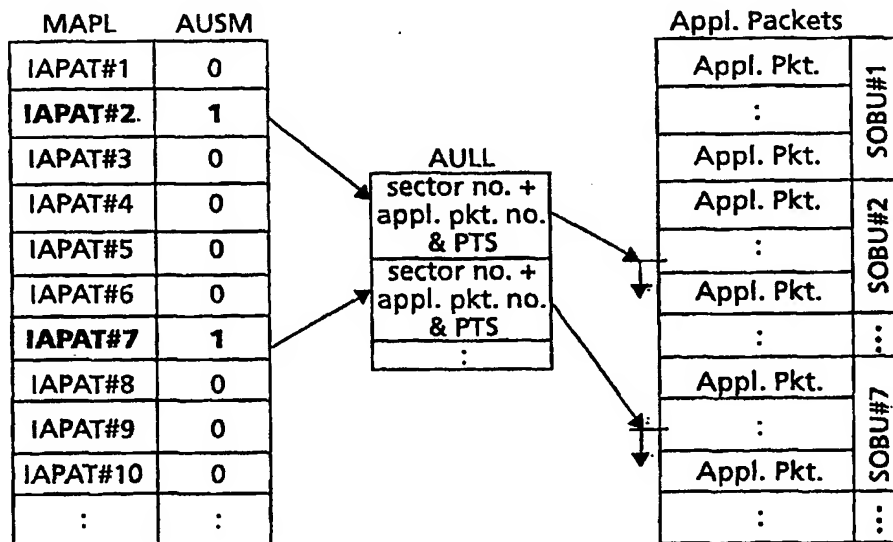 MAPL AUSM
IAPAT#1 0
IAPAT#2. 1
IAPAT#3 0
IAPAT#4 0
IAPAT#5 0
IAPAT#6 0
IAPAT#7 1
IAPAT#8 0
IAPAT#9 0
IAPAT#10 0
: :
AULL
sector no. +
appl. pkt. no.
& PTS
sector no. +
appl. pkt. no.
& PTS
:
Appl. Packets
Appl. Pkt.
:
Appl. Pkt.
SOBU#1
Appl. Pkt.
:
Appl. Pkt.
SOBU#2
:
...
Appl. Pkt.
:
Appl. Pkt.
SOBU#7
:
...